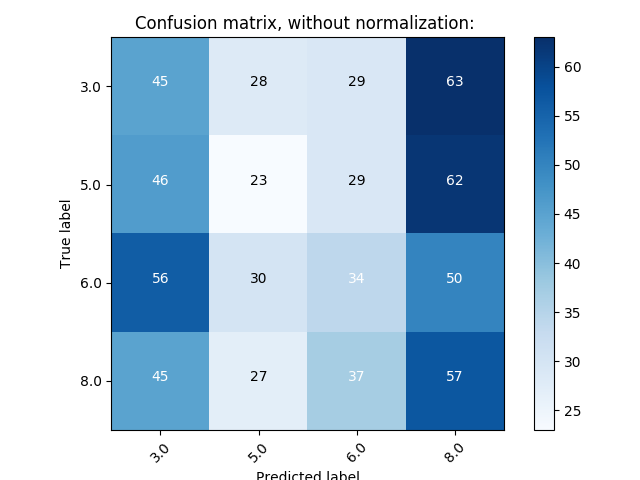 Confusion matrix, without normalization:
3.0 45 28 29 63
5.0 46 23 29 62
6.0 56 30 34 50
8.0 45 27 37 57
3.0 5.0 6.0 8.0
True label
Predicted label
60
55
50
45
40
35
30
25